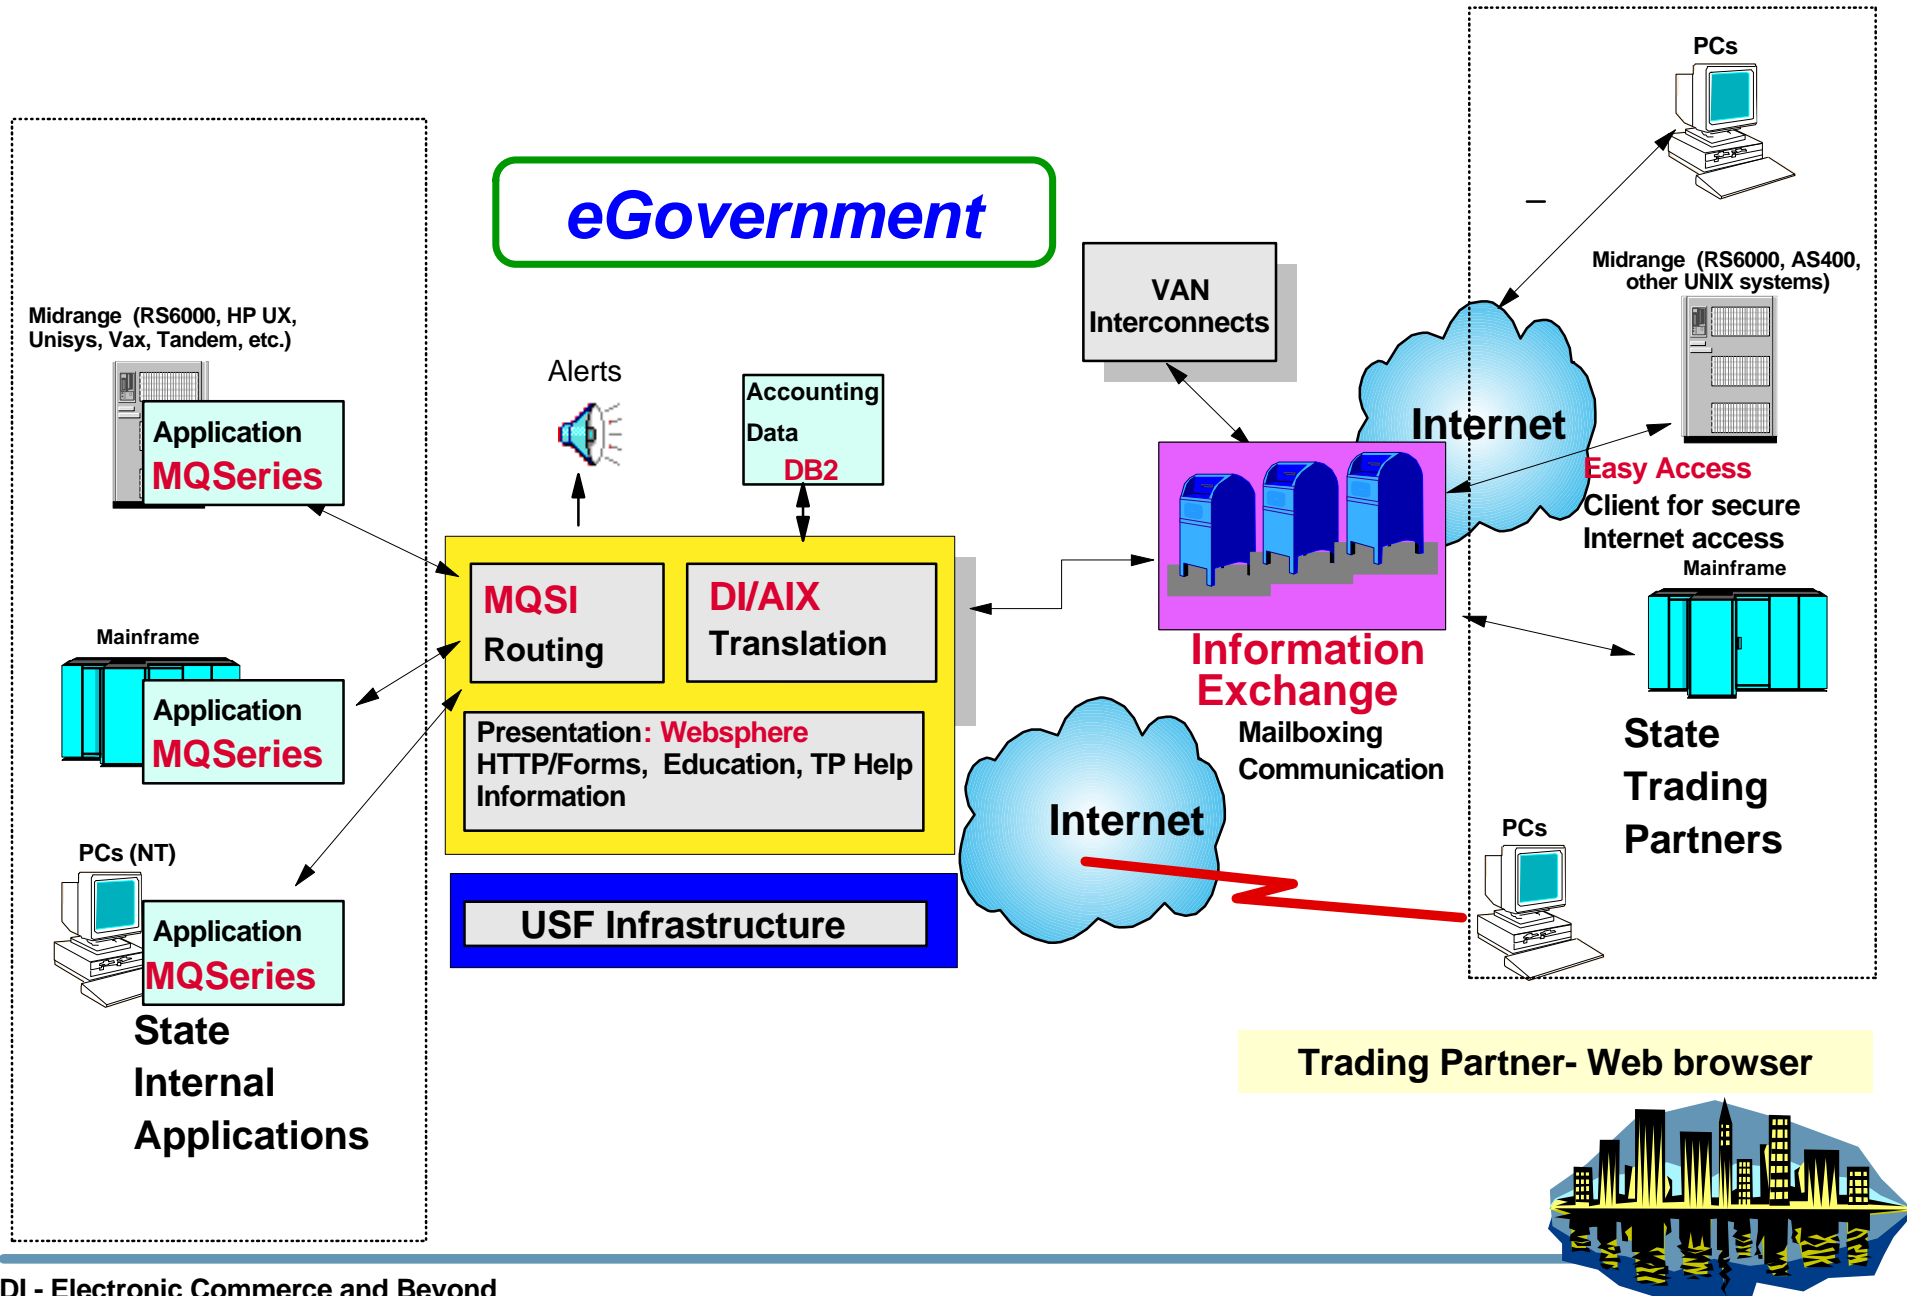 eGovernment
Midrange (RS6000, HP UX,
Unisys, Vax, Tandem, etc.)
Application
MQSeries
Mainframe
Application
MQSeries
PCs (NT)
Application
MQSeries
State
Internal
Applications
Alerts
Accounting
Data
DB2
MQSI
Routing
DI/AIX
Translation
Presentation: Websphere
HTTP/Forms, Education, TP Help
Information
USF Infrastructure
VAN
Interconnects
Internet
Information
Exchange
Mailboxing
Communication
Internet
PCs
Midrange (RS6000, AS400,
other UNIX systems)
Easy Access
Client for secure
Internet access
Mainframe
State
Trading
Partners
PCs
Trading Partner- Web browser
DI - Electronic Commerce and Beyond